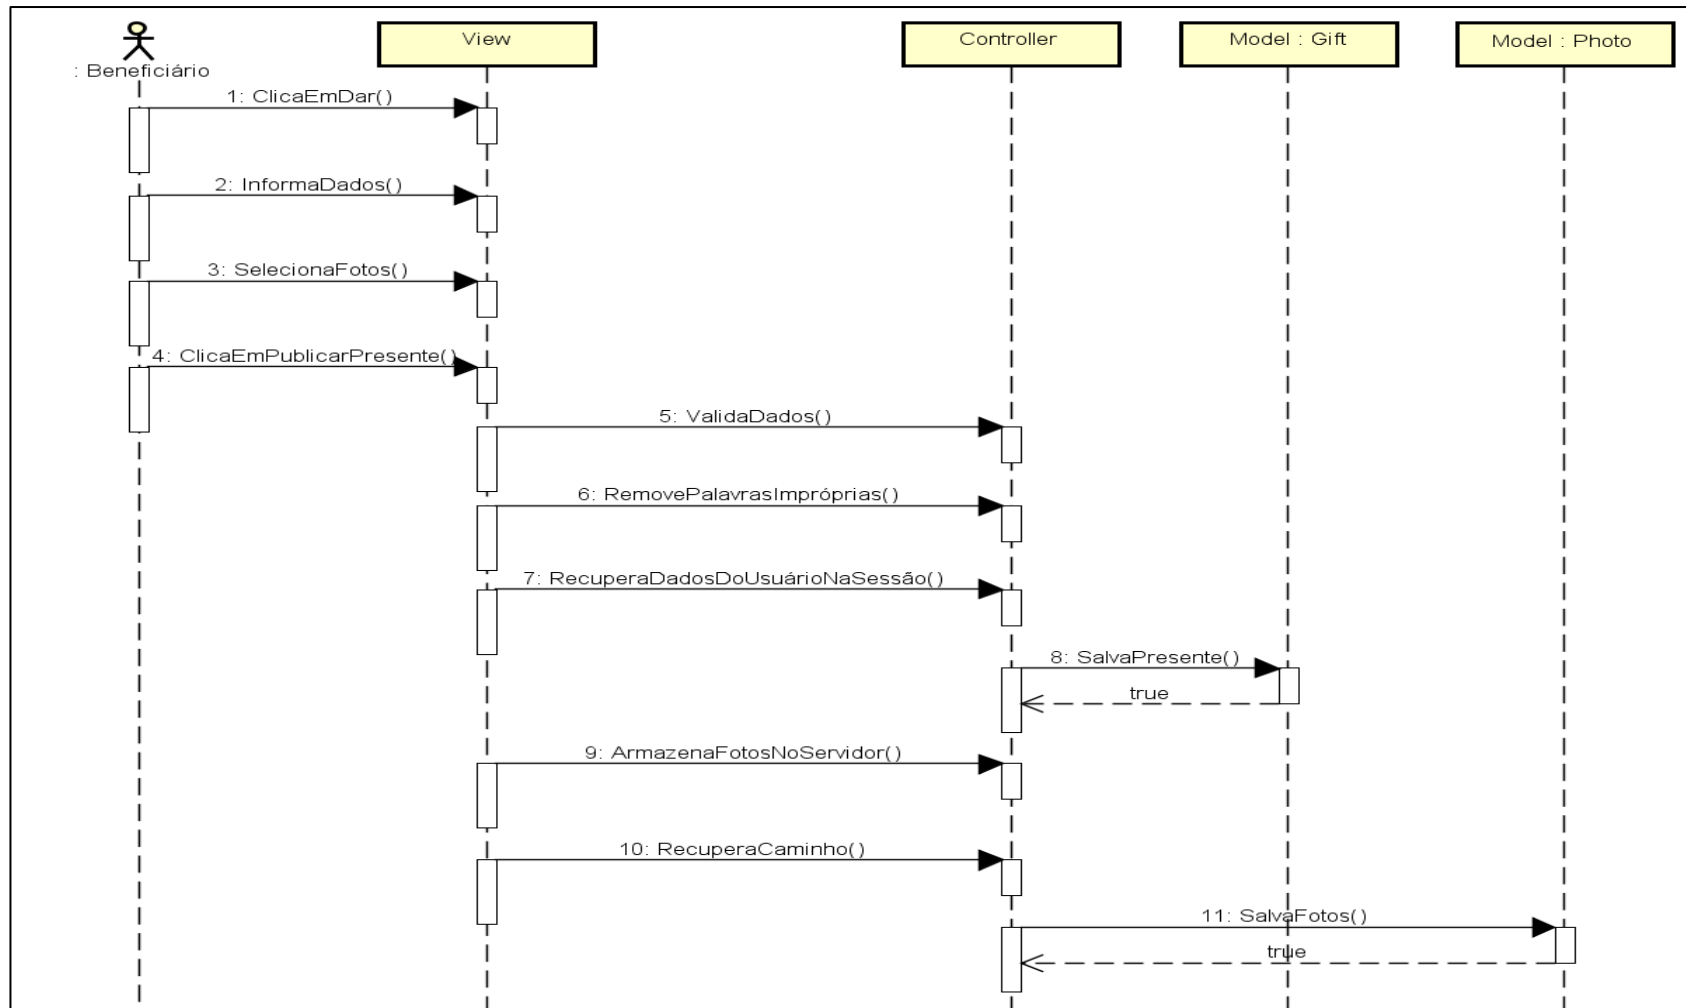 : Beneficiário
View
Controller
Model : Gift
Model : Photo
1: ClicaEmDar()
2: InformaDados()
3: SelecionaFotos()
4: ClicaEmPublicarPresente()
5: ValidaDados()
6: RemovePalavrasImpróprias()
7: RecuperaDadosDoUsuárioNaSessão()
8: SalvaPresente()
true
9: ArmazenaFotosNoServidor()
10: RecuperaCaminho()
11: SalvaFotos()
true